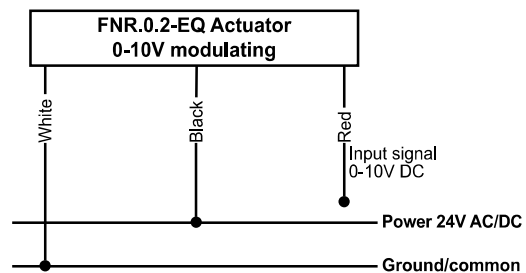 FNR.0.2-EQ Actuator
0-10V modulating
White
Black
Red
Input signal
0-10V DC
Power 24V AC/DC
Ground/common